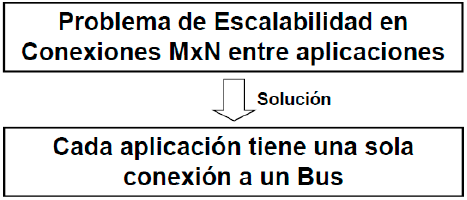 Problema de Escalabilidad en
Conexiones MxN entre aplicaciones
Solución
Cada aplicación tiene una sola
conexión a un Bus